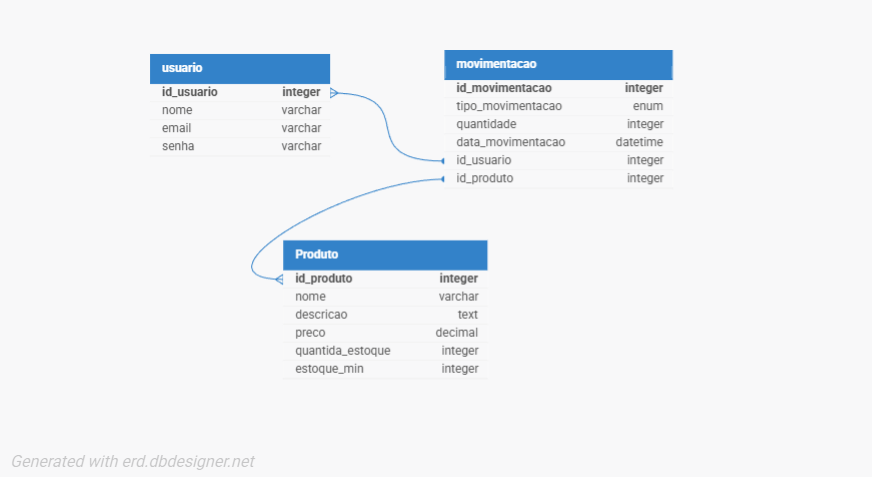 usuario
id_usuario integer
nome varchar
email varchar
senha varchar
movimentacao
id_movimentacao integer
tipo_movimentacao enum
quantidade integer
data_movimentacao datetime
id_usuario integer
id_produto integer
Produto
id_produto integer
nome varchar
descricao text
preco decimal
quantida_estoque integer
estoque_min integer
Generated with erd.dbdesigner.net